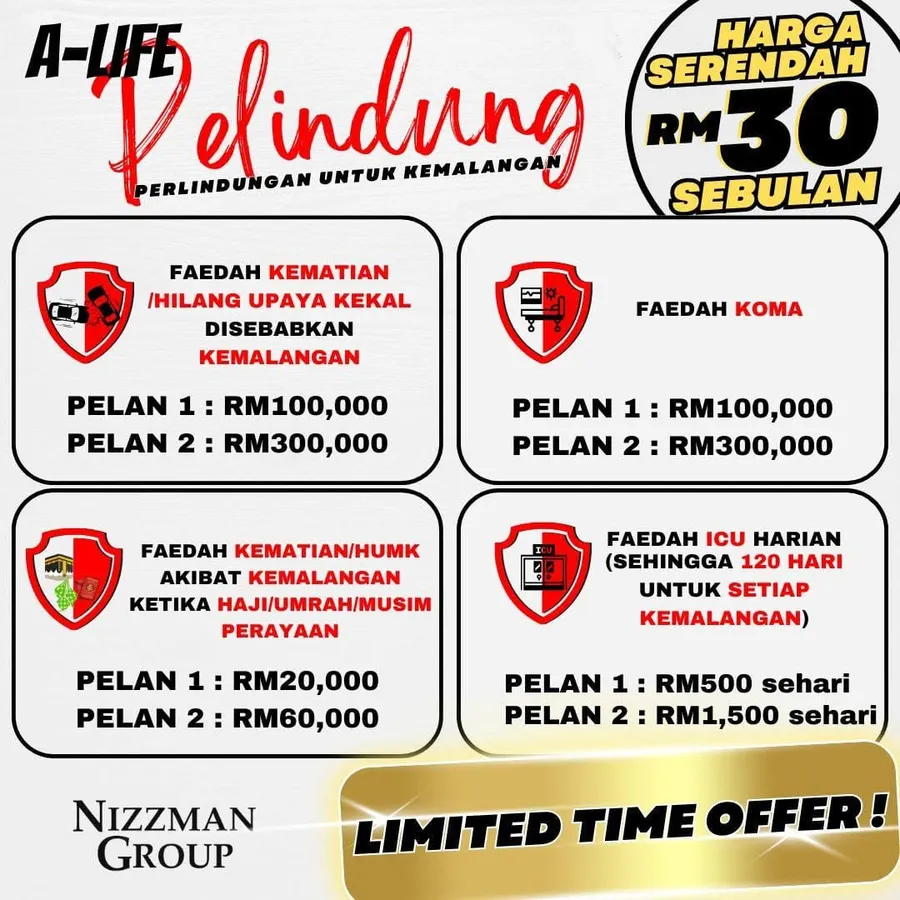 A-LIFE
Pelindung
PERLINDUNGAN UNTUK KEMALANGAN
HARGA
SERENDAH
RM30
SEBULAN
FAEDAH KEMATIAN
/HILANG UPAYA KEKAL
DISEBABKAN
KEMALANGAN
PELAN 1 : RM100,000
PELAN 2 : RM300,000
FAEDAH KOMA
PELAN 1 : RM100,000
PELAN 2 : RM300,000
FAEDAH KEMATIAN/HUMK
AKIBAT KEMALANGAN
KETIKA HAJI/UMRAH/MUSIM
PERAYAAN
PELAN 1 : RM20,000
PELAN 2 : RM60,000
ICU
FAEDAH ICU HARIAN
(SEHINGGA 120 HARI
UNTUK SETIAP
KEMALANGAN)
PELAN 1 : RM500 sehari
PELAN 2 : RM1,500 sehari
NIZZMAN
GROUP
LIMITED TIME OFFER !